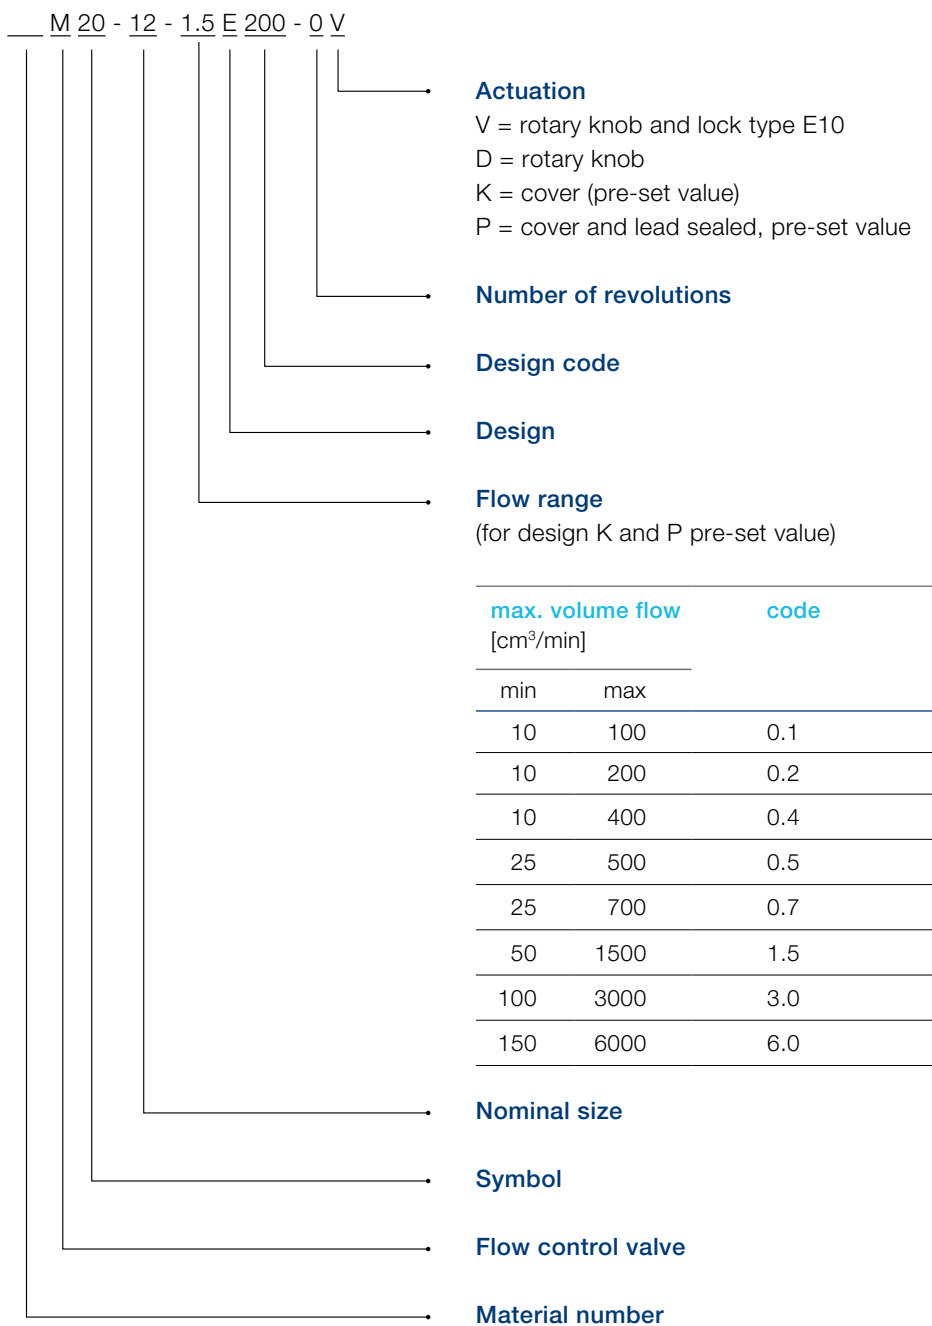 M 20 - 12 - 1.5 E 200 - 0 V
Actuation
V = rotary knob and lock type E10
D = rotary knob
K = cover (pre-set value)
P = cover and lead sealed, pre-set value
Number of revolutions
Design code
Design
Flow range
(for design K and P pre-set value)
max. volume flow code
[cm³/min]
min max
10 100 0.1
10 200 0.2
10 400 0.4
25 500 0.5
25 700 0.7
50 1500 1.5
100 3000 3.0
150 6000 6.0
Nominal size
Symbol
Flow control valve
Material number